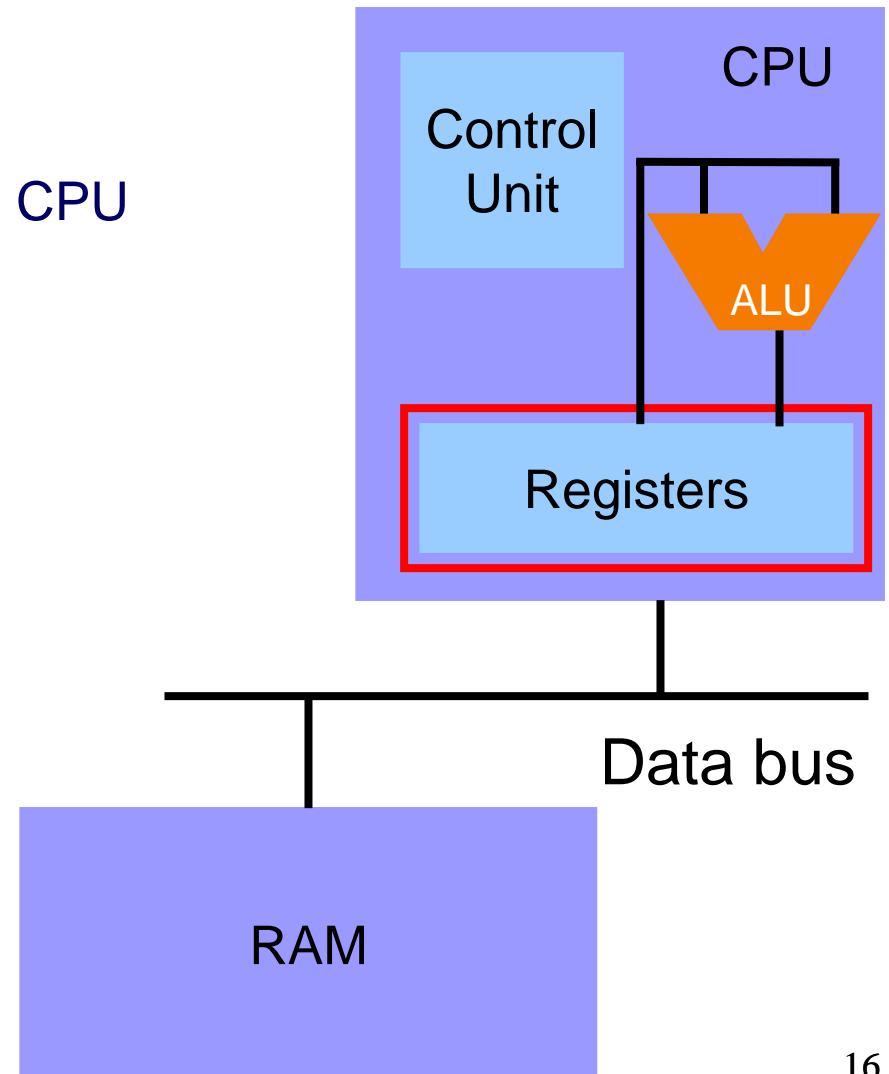 CPU
CPU
Control
Unit
ALU
Registers
Data bus
RAM
16